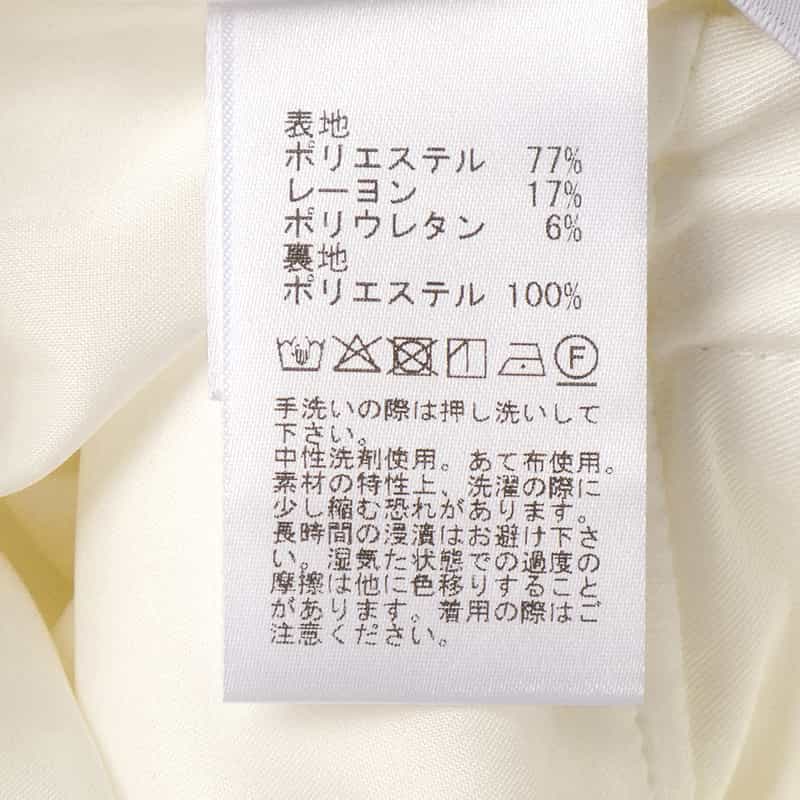 表地
ポリエステル 77%
レーヨン 17%
ポリウレタン 6%
裏地
ポリエステル 100%
F
手洗いの際は押し洗いして
下さい。
中性洗剤使用。あて布使用。
素材の特性上、洗濯の際に
少し縮む恐れがあります。
長時間の浸漬はお避け下さ
い。湿気た状態での過度の
摩擦は他に色移りすること
があります。着用の際はご
注意ください。